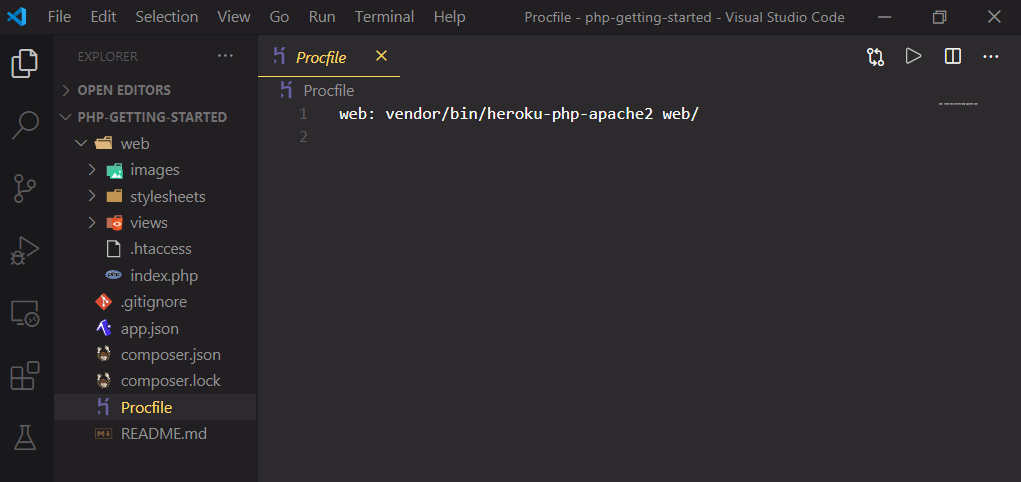 File Edit Selection View Go Run Terminal Help Procfile - php-getting-started - Visual Studio Code
EXPLORER
OPEN EDITORS
PHP-GETTING-STARTED
web
images
stylesheets
views
.htaccess
php index.php
.gitignore
app.json
composer.json
composer.lock
Procfile
README.md
Procfile
Procfile
1 web: vendor/bin/heroku-php-apache2 web/
2